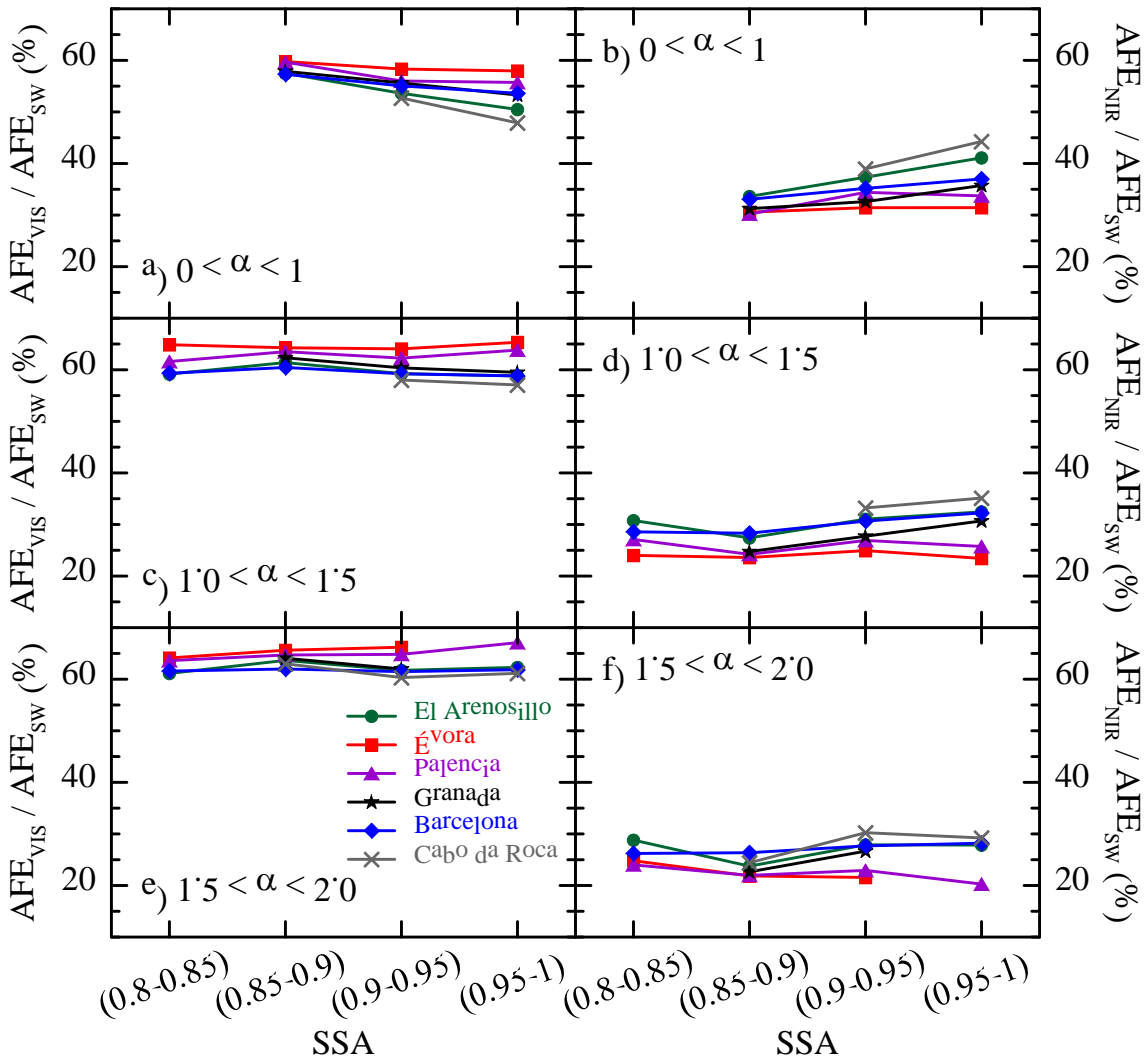 AFE_VIS / AFE_SW (%)
60
40
20
a) 0 < α < 1
b) 0 < α < 1
60
40
20
AFE_NIR / AFE_SW (%)
AFE_VIS / AFE_SW (%)
60
40
20
c) 1.0 < α < 1.5
d) 1.0 < α < 1.5
60
40
20
AFE_NIR / AFE_SW (%)
AFE_VIS / AFE_SW (%)
60
40
20
El Arenosillo
Évora
Palencia
Granada
Barcelona
Cabo da Roca
e) 1.5 < α < 2.0
f) 1.5 < α < 2.0
60
40
20
AFE_NIR / AFE_SW (%)
(0.8-0.85)
(0.85-0.9)
(0.9-0.95)
(0.95-1)
SSA
(0.8-0.85)
(0.85-0.9)
(0.9-0.95)
(0.95-1)
SSA